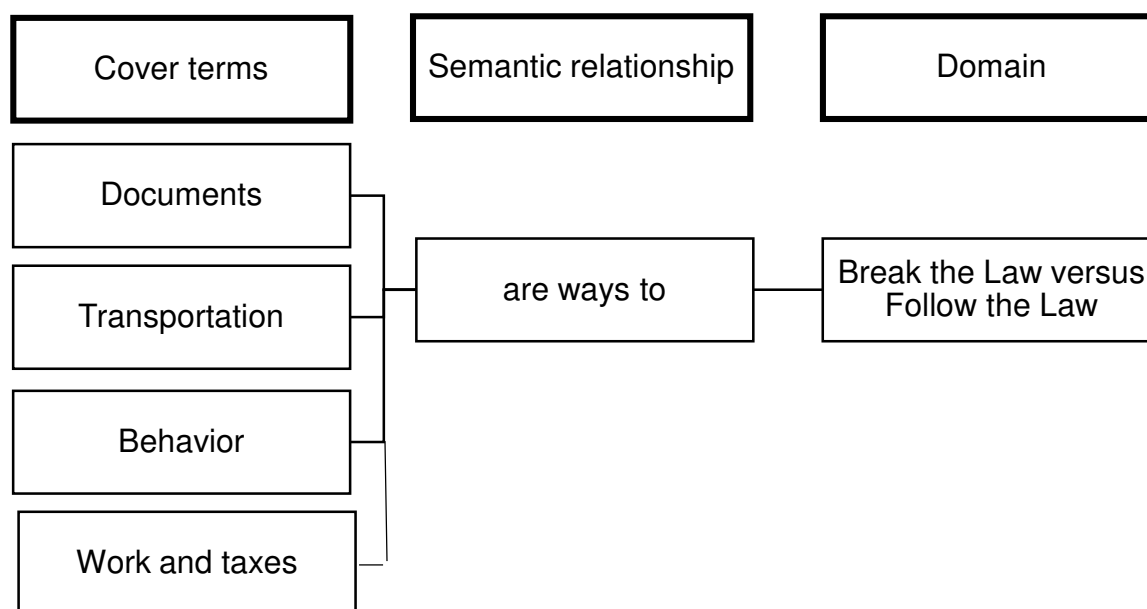 Cover terms
Semantic relationship
Domain
Documents
Transportation
Behavior
Work and taxes
are ways to
Break the Law versus
Follow the Law